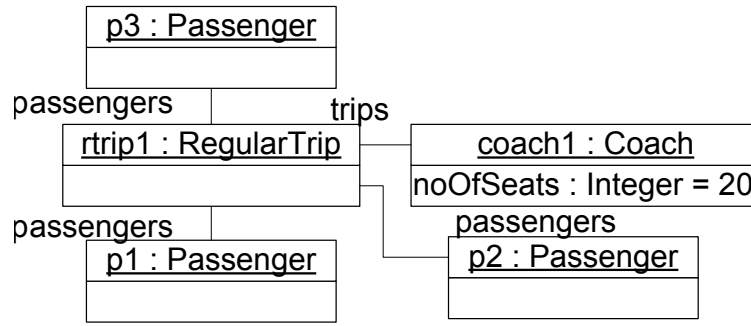 p3 : Passenger
passengers
trips
rtrip1 : RegularTrip
coach1 : Coach
noOfSeats : Integer = 20
passengers
passengers
p1 : Passenger
p2 : Passenger